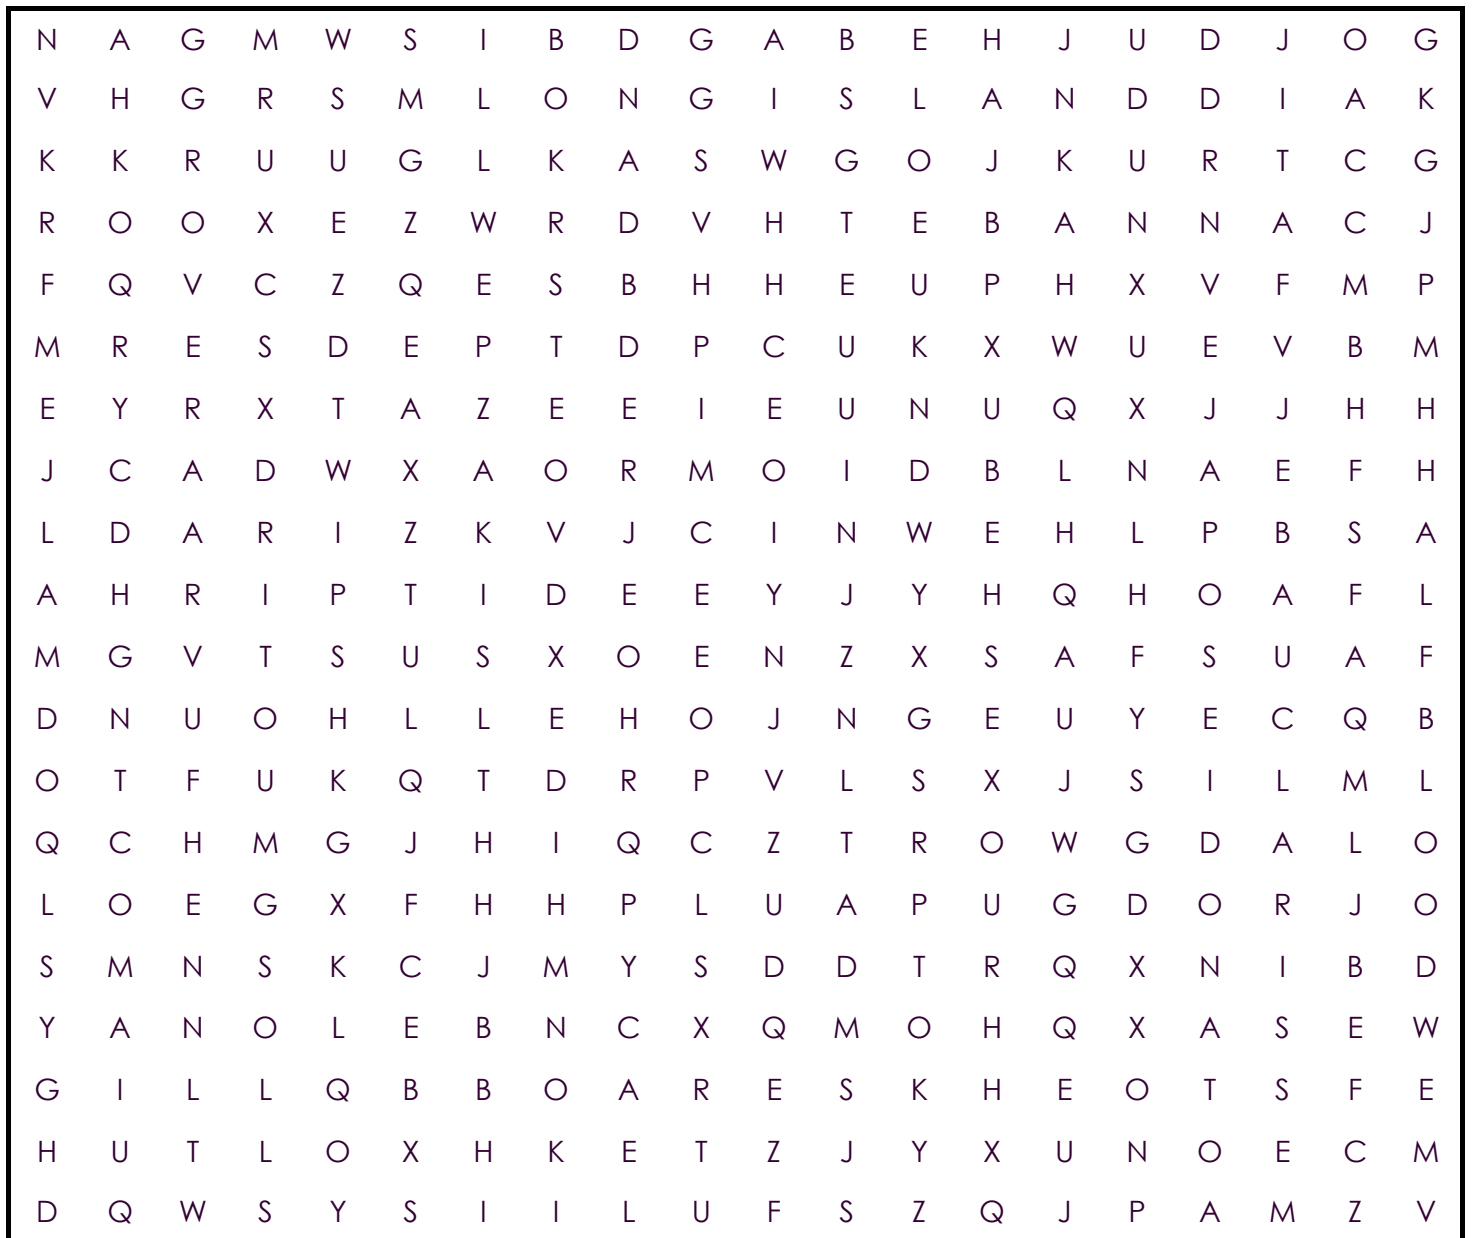 N A G M W S I B D G A B E H J U D J O G
V H G R S M L O N G I S L A N D D I A K
K K R U U G L K A S W G O J K U R T C G
R O O X E Z W R D V H T E B A N N A C J
F Q V C Z Q E S B H H E U P H X V F M P
M R E S D E P T D P C U K X W U E V B M
E Y R X T A Z E E I E U N U Q X J J H H
J C A D W X A O R M O I D B L N A E F H
L D A R I Z K V J C I N W E H L P B S A
A H R I P T I D E E Y J Y H Q H O A F L
M G V T S U S X O E N Z X S A F S U A F
D N U O H L L E H O J N G E U Y E C Q B
O T F U K Q T D R P V L S X J S I L M L
Q C H M G J H I Q C Z T R O W G D A L O
L O E G X F H H P L U A P U G D O R J O
S M N S K C J M Y S D D T R Q X N I B D
Y A N O L E B N C X Q M O H Q X A S E W
G I L L Q B B O A R E S K H E O T S F E
H U T L O X H K E T Z J Y X U N O E C M
D Q W S Y S I I L U F S Z Q J P A M Z V